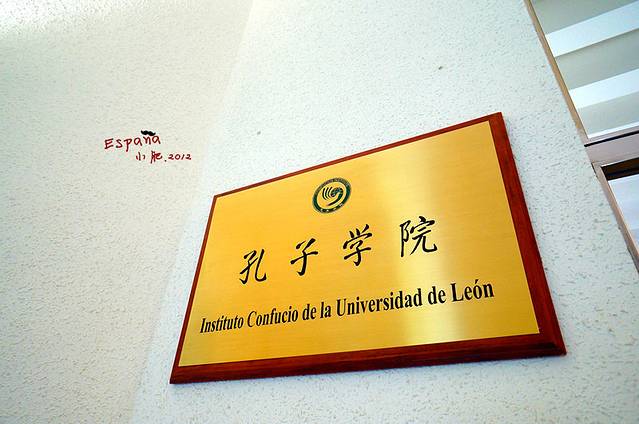 España
小肥.2012
孔子学院
Instituto Confucio de la Universidad de León